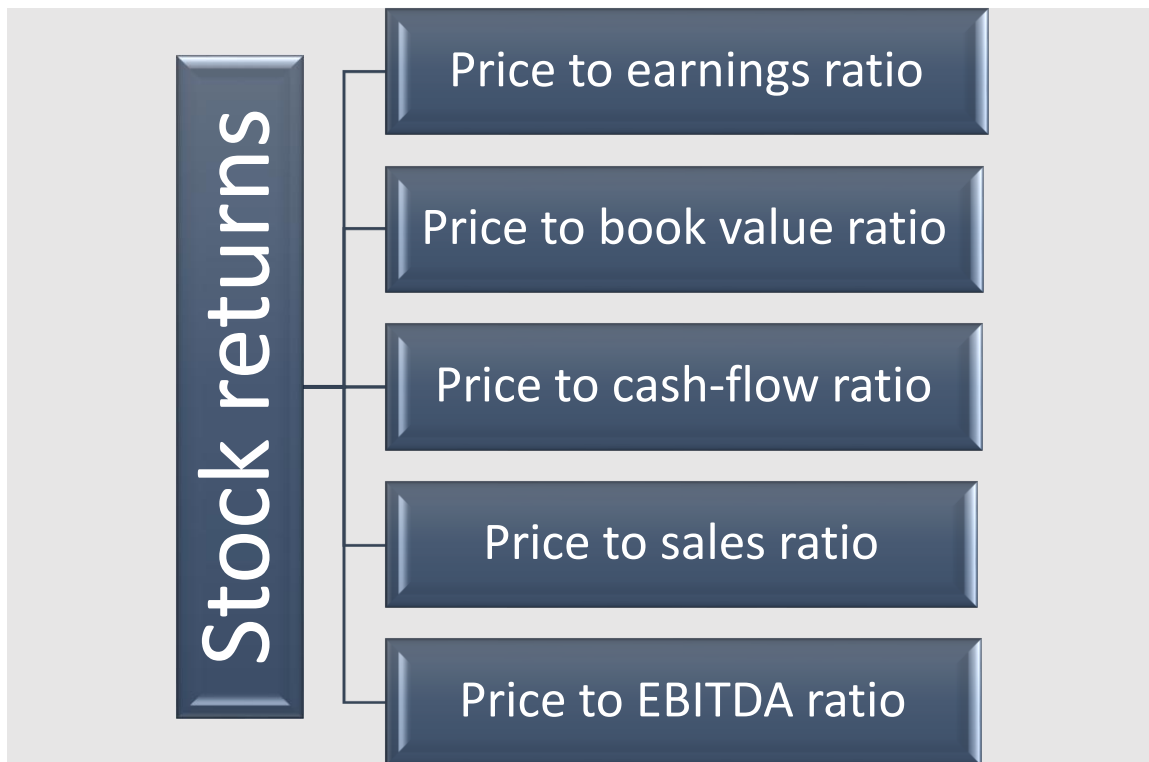 Stock returns
Price to earnings ratio
Price to book value ratio
Price to cash-flow ratio
Price to sales ratio
Price to EBITDA ratio